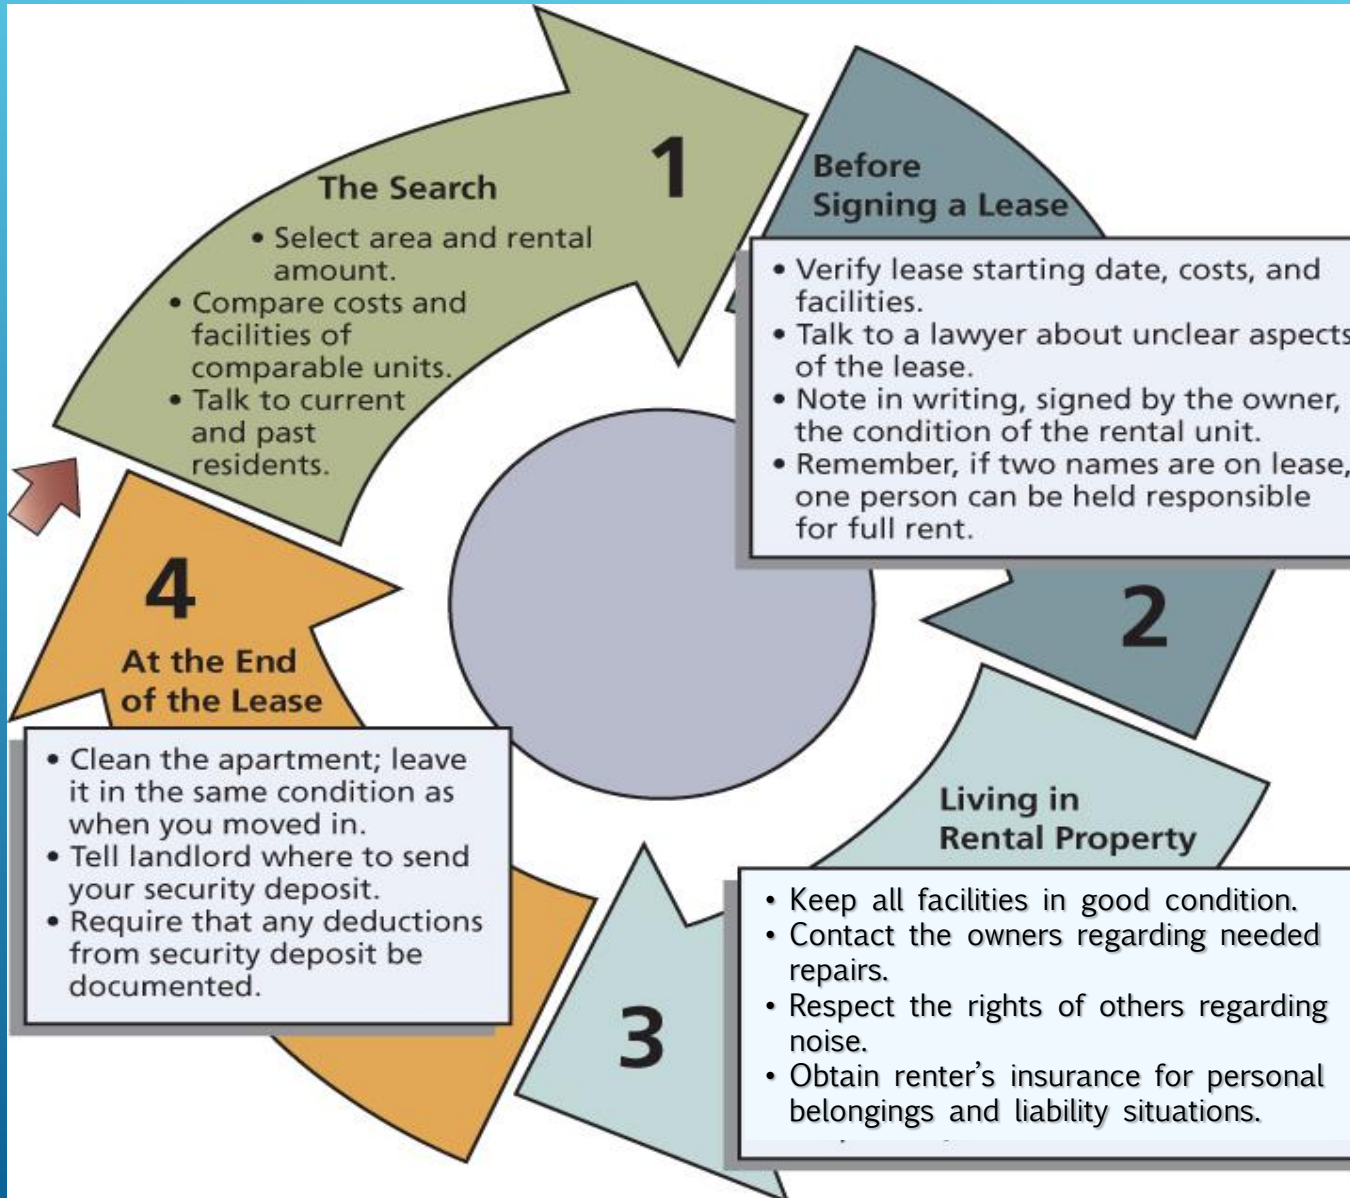 1
The Search
• Select area and rental
amount.
• Compare costs and
facilities of
comparable units.
• Talk to current
and past
residents.
Before
Signing a Lease
• Verify lease starting date, costs, and
facilities.
• Talk to a lawyer about unclear aspects
of the lease.
• Note in writing, signed by the owner,
the condition of the rental unit.
• Remember, if two names are on lease,
one person can be held responsible
for full rent.
2
Living in
Rental Property
• Keep all facilities in good condition.
• Contact the owners regarding needed
repairs.
• Respect the rights of others regarding
noise.
• Obtain renter’s insurance for personal
belongings and liability situations.
3
4
At the End
of the Lease
• Clean the apartment; leave
it in the same condition as
when you moved in.
• Tell landlord where to send
your security deposit.
• Require that any deductions
from security deposit be
documented.